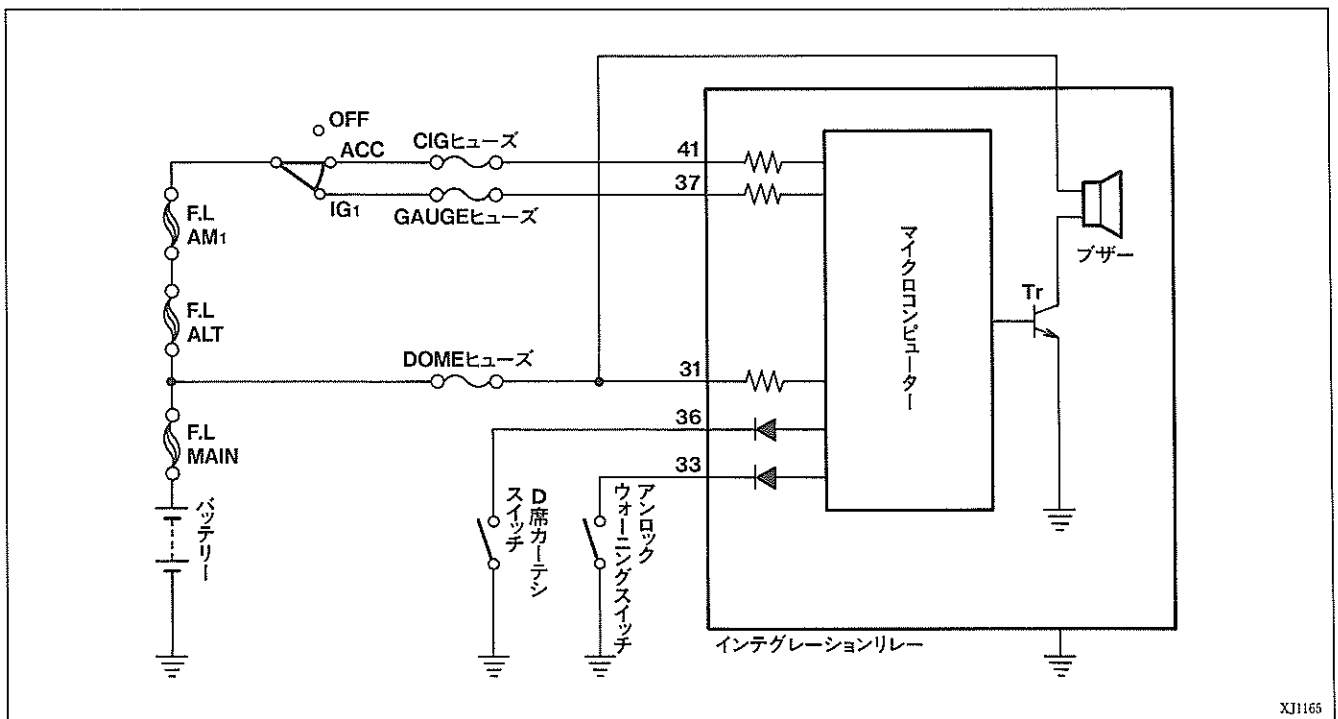 OFF
ACC
IG1
CIGヒューズ
GAUGEヒューズ
41
37
F.L
AM1
F.L
ALT
DOMEヒューズ
31
36
33
F.L
MAIN
バッテリー
D席カーテシ
スイッチ
アンロック
ウォーニングスイッチ
マイクロコンピューター
Tr
ブザー
インテグレーションリレー
XJ1165